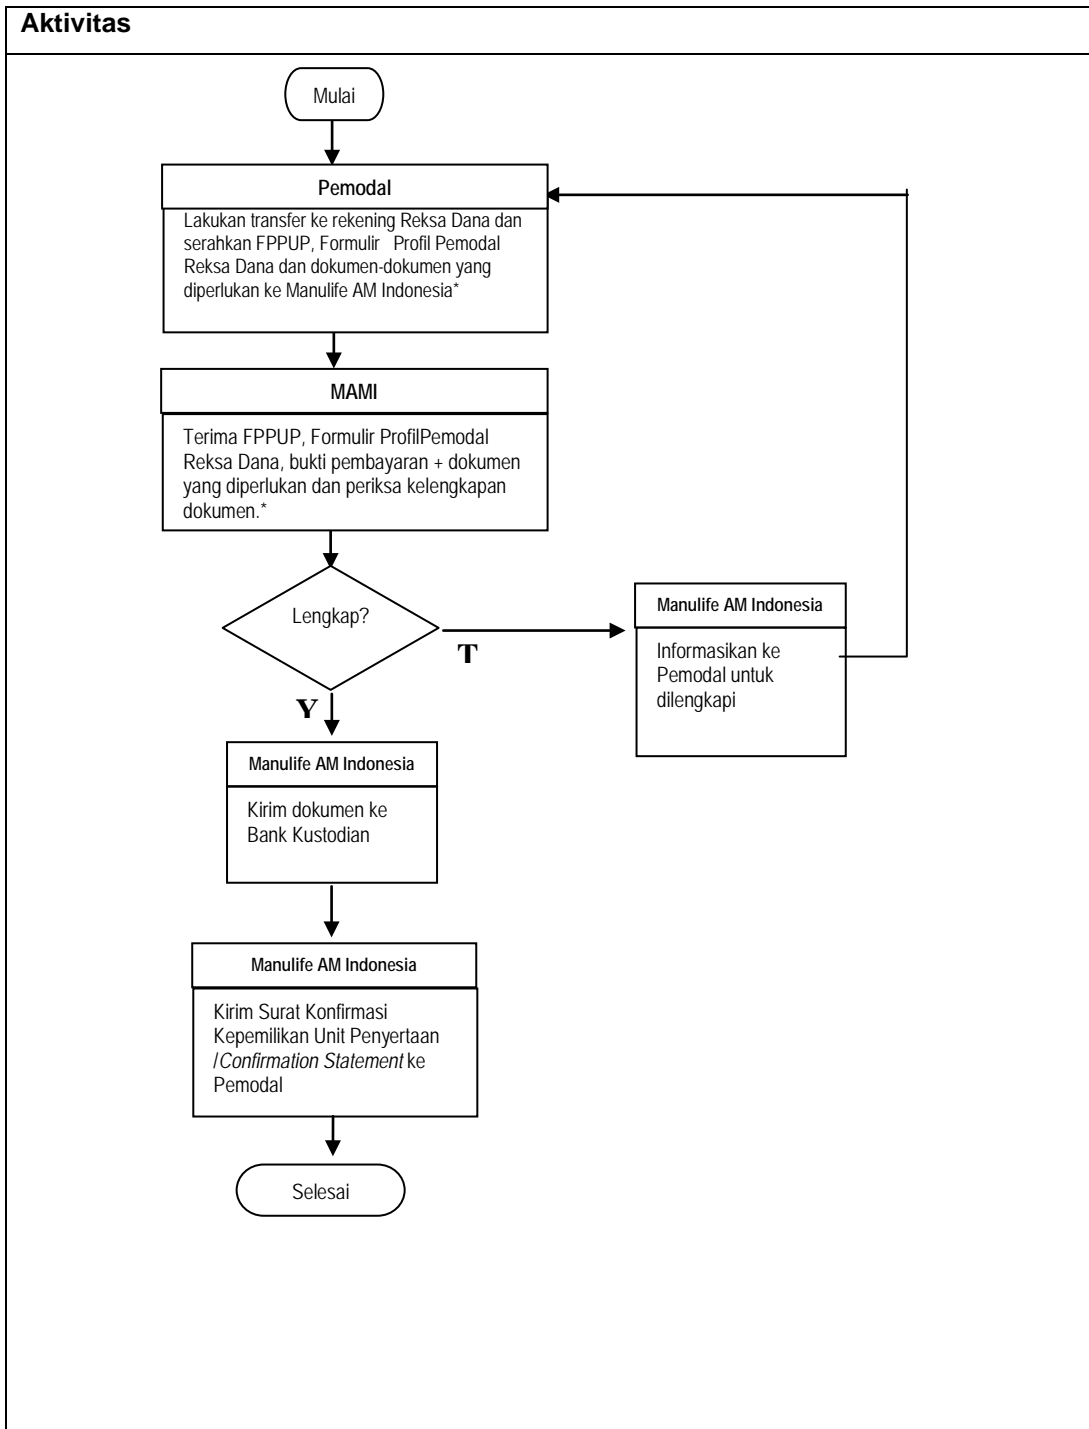 Aktivitas
Mulai
Pemodal
Lakukan transfer ke rekening Reksa Dana dan
serahkan FPPUP, Formulir Profil Pemodal
Reksa Dana dan dokumen-dokumen yang
diperlukan ke Manulife AM Indonesia*
MAMI
Terima FPPUP, Formulir ProfilPemodal
Reksa Dana, bukti pembayaran + dokumen
yang diperlukan dan periksa kelengkapan
dokumen.*
Lengkap?
T
Manulife AM Indonesia
Informasikan ke
Pemodal untuk
dilengkapi
Y
Manulife AM Indonesia
Kirim dokumen ke
Bank Kustodian
Manulife AM Indonesia
Kirim Surat Konfirmasi
Kepemilikan Unit Penyertaan
/Confirmation Statement ke
Pemodal
Selesai